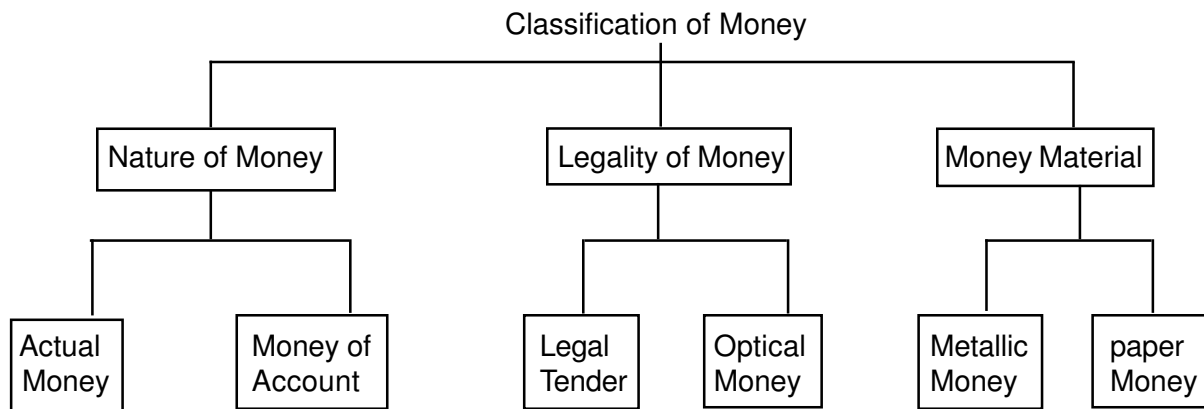 Classification of Money
Nature of Money
Legality of Money
Money Material
Actual
Money
Money of
Account
Legal
Tender
Optical
Money
Metallic
Money
paper
Money